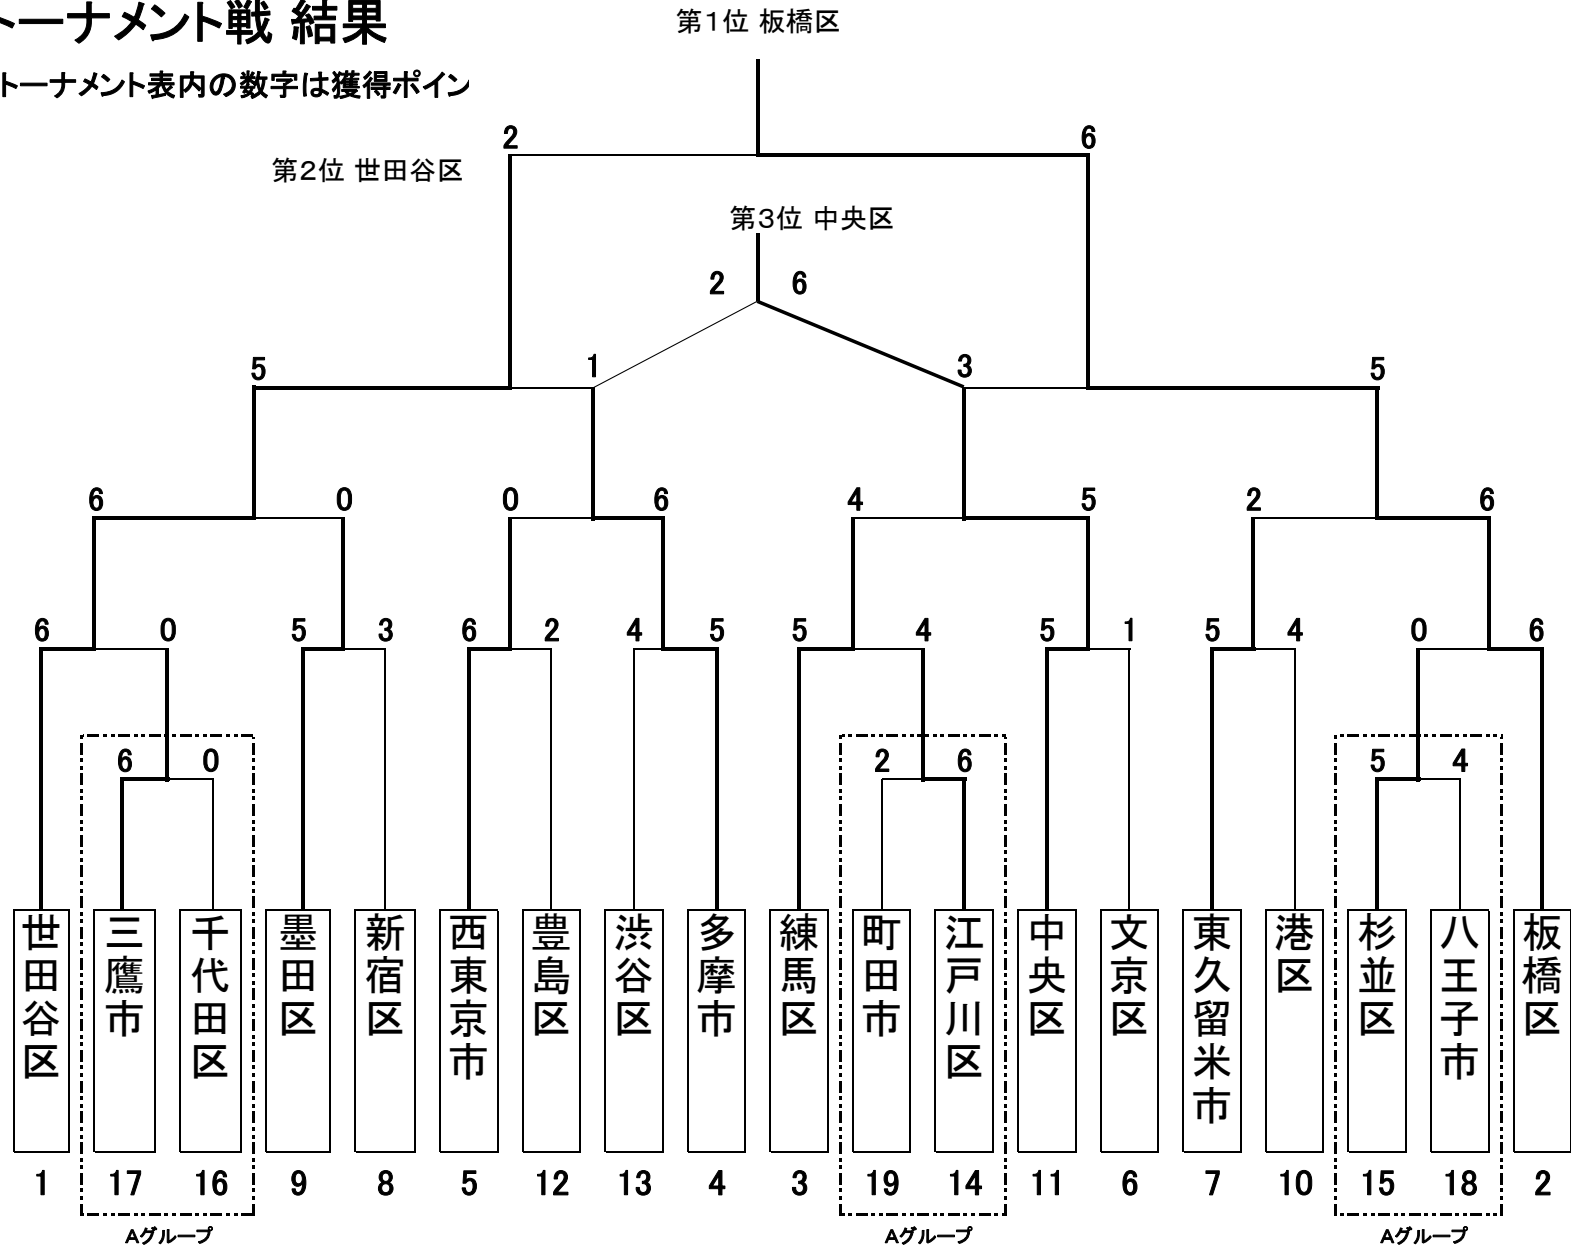 トーナメント戦 結果
第1位 板橋区
トーナメント表内の数字は獲得ポイン
2 6
第2位 世田谷区
第3位 中央区
2 6
5 1 3 5
6 0 0 6 4 5 2 6
6 0 5 3 6 2 4 5 5 4 5 1 5 4 0 6
6 0 2 6 5 4
世田谷区
三鷹市
千代田区
墨田区
新宿区
西東京市
豊島区
渋谷区
多摩市
練馬区
町田市
江戸川区
中央区
文京区
東久留米市
港区
杉並区
八王子市
板橋区
1 17 16 9 8 5 12 13 4 3 19 14 11 6 7 10 15 18 2
Aグループ Aグループ Aグループ